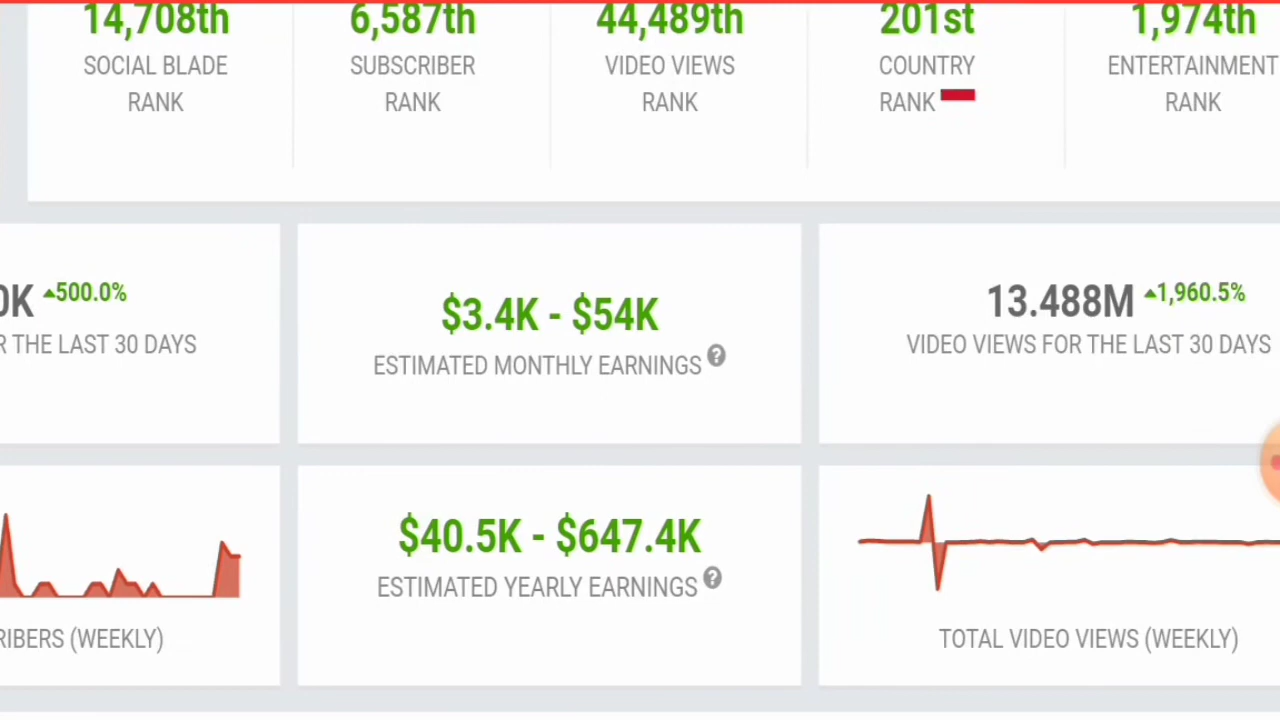 14,708th
SOCIAL BLADE
RANK
6,587th
SUBSCRIBER
RANK
44,489th
VIDEO VIEWS
RANK
201st
COUNTRY
RANK
1,974th
ENTERTAINMENT
RANK
0K ▲500.0%
R THE LAST 30 DAYS
$3.4K - $54K
ESTIMATED MONTHLY EARNINGS ?
13.488M ▲1,960.5%
VIDEO VIEWS FOR THE LAST 30 DAYS
RIBERS (WEEKLY)
$40.5K - $647.4K
ESTIMATED YEARLY EARNINGS ?
TOTAL VIDEO VIEWS (WEEKLY)